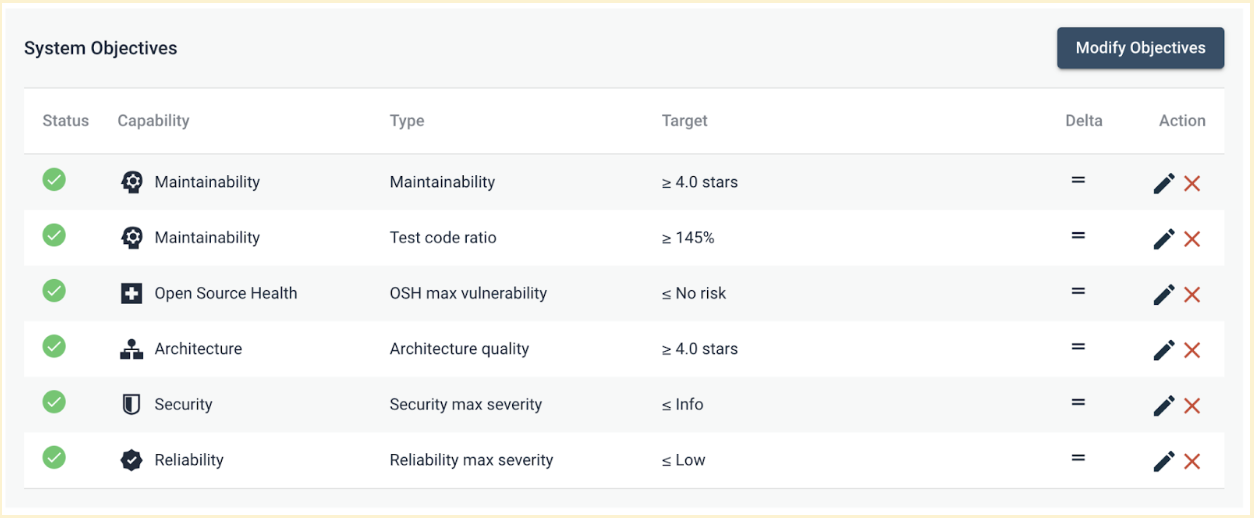 System Objectives Modify Objectives
Status Capability Type Target Delta Action
Maintainability Maintainability ≥ 4.0 stars =
Maintainability Test code ratio ≥ 145% =
Open Source Health OSH max vulnerability ≤ No risk =
Architecture Architecture quality ≥ 4.0 stars =
Security Security max severity ≤ Info =
Reliability Reliability max severity ≤ Low =